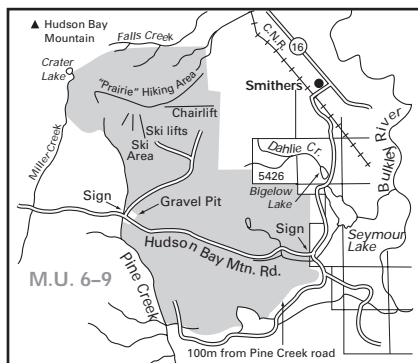 ▲ Hudson Bay
Mountain
Falls Creek
C.N.R.
16
Crater
Lake
"Prairie" Hiking Area
Smithers
Chairlift
Ski lifts
Ski
Area
Miller Creek
Dahlie Cr.
5426
Bigelow
Lake
Bulkley River
Sign
Gravel Pit
Sign
Seymour
Lake
Hudson Bay Mtn. Rd.
M.U. 6–9
Pine Creek
100m from Pine Creek road